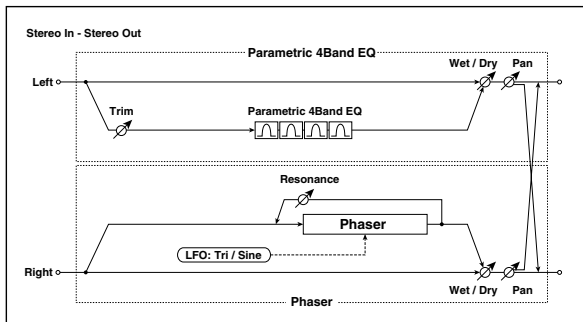 Stereo In - Stereo Out
Parametric 4Band EQ
Wet / Dry
Pan
Left
Trim
Parametric 4Band EQ
Resonance
Phaser
LFO: Tri / Sine
Right
Wet / Dry
Pan
Phaser